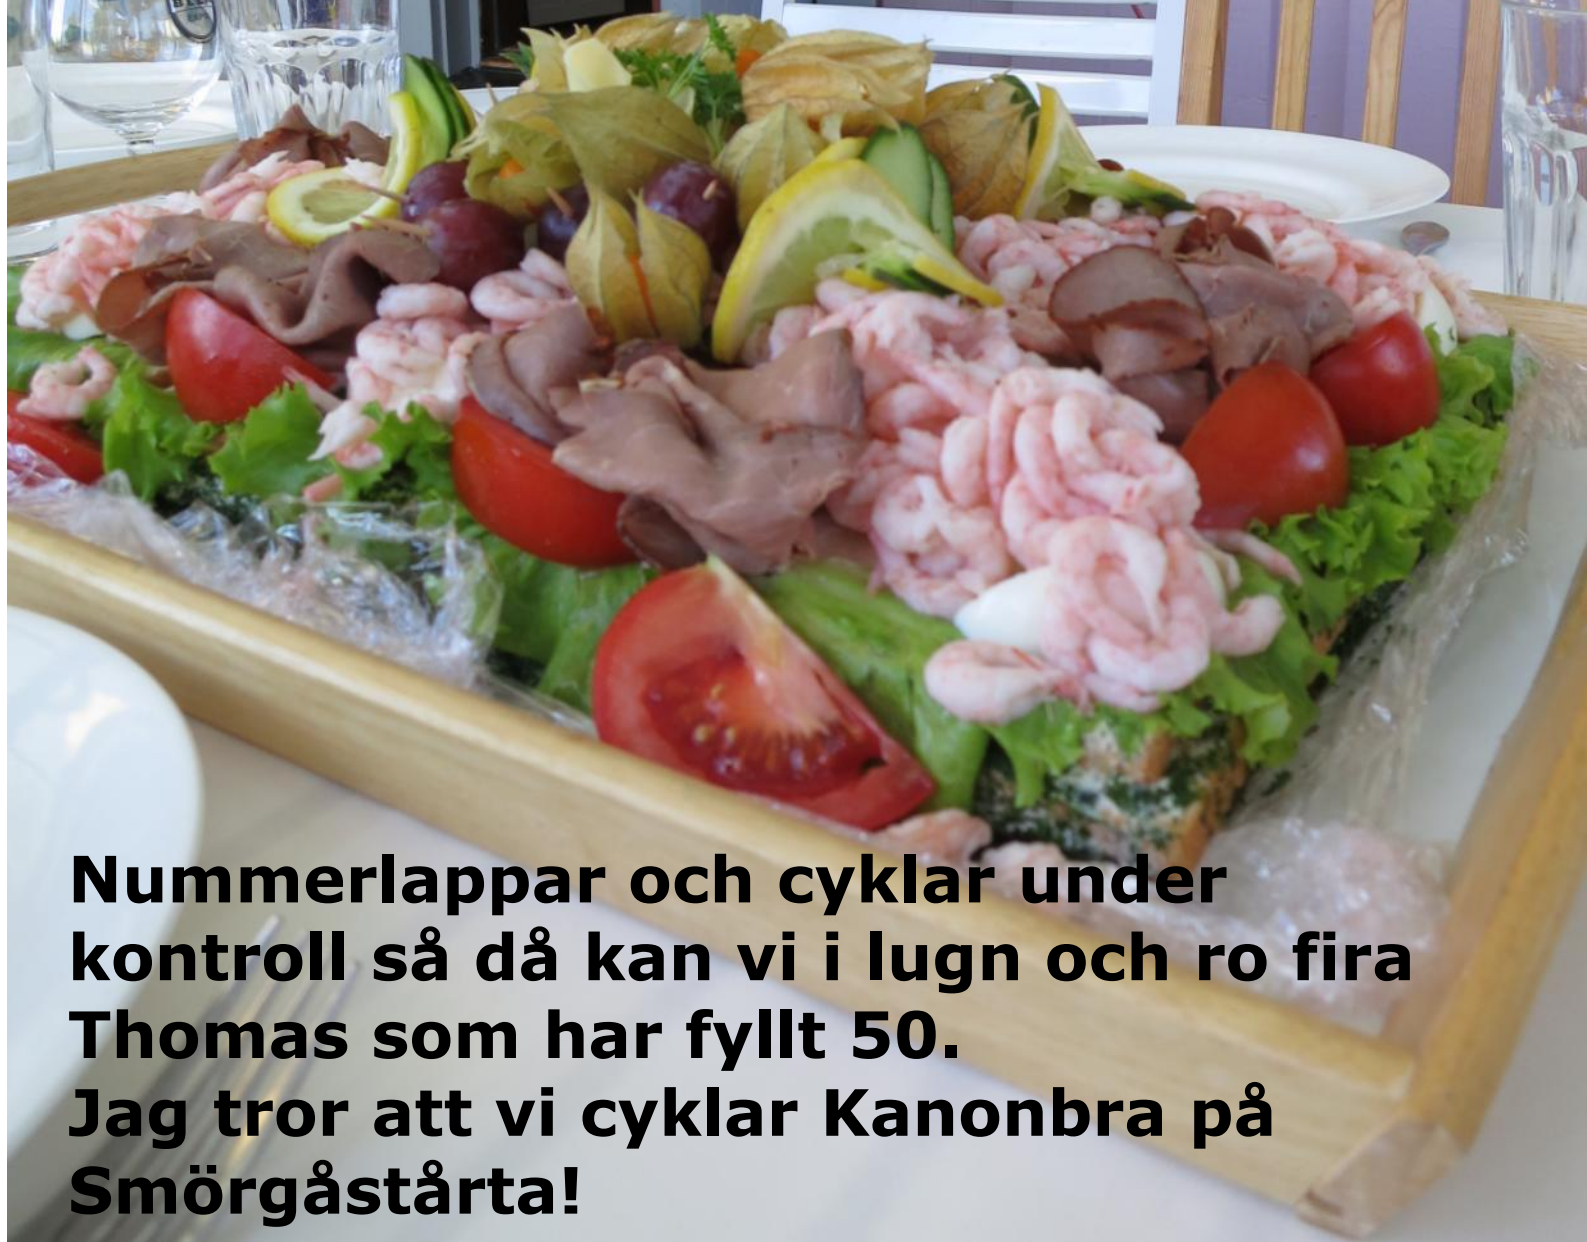 Nummerlappar och cyklar under
kontroll så då kan vi i lugn och ro fira
Thomas som har fyllt 50.
Jag tror att vi cyklar Kanonbra på
Smörgåstårta!